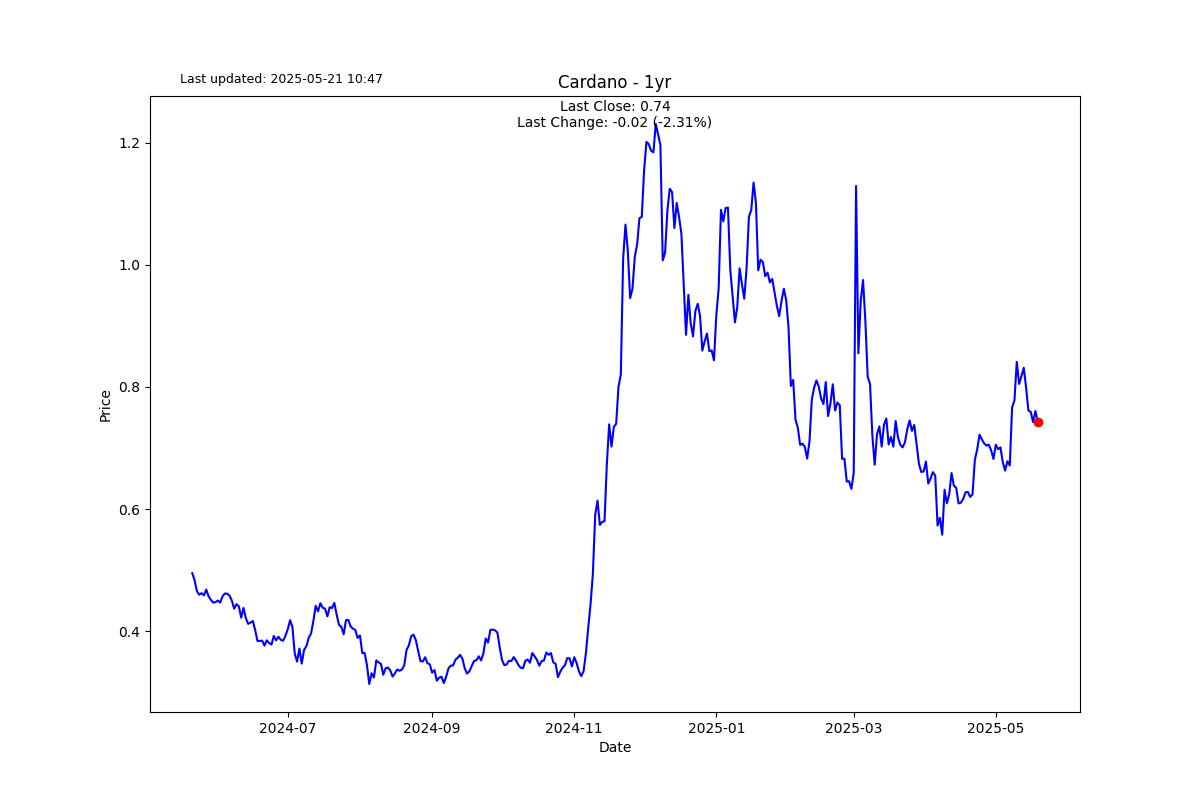 Last updated: 2025-05-21 10:47
Cardano - 1yr
Last Close: 0.74
Last Change: -0.02 (-2.31%)
Price
1.2
1.0
0.8
0.6
0.4
2024-07
2024-09
2024-11
2025-01
2025-03
2025-05
Date